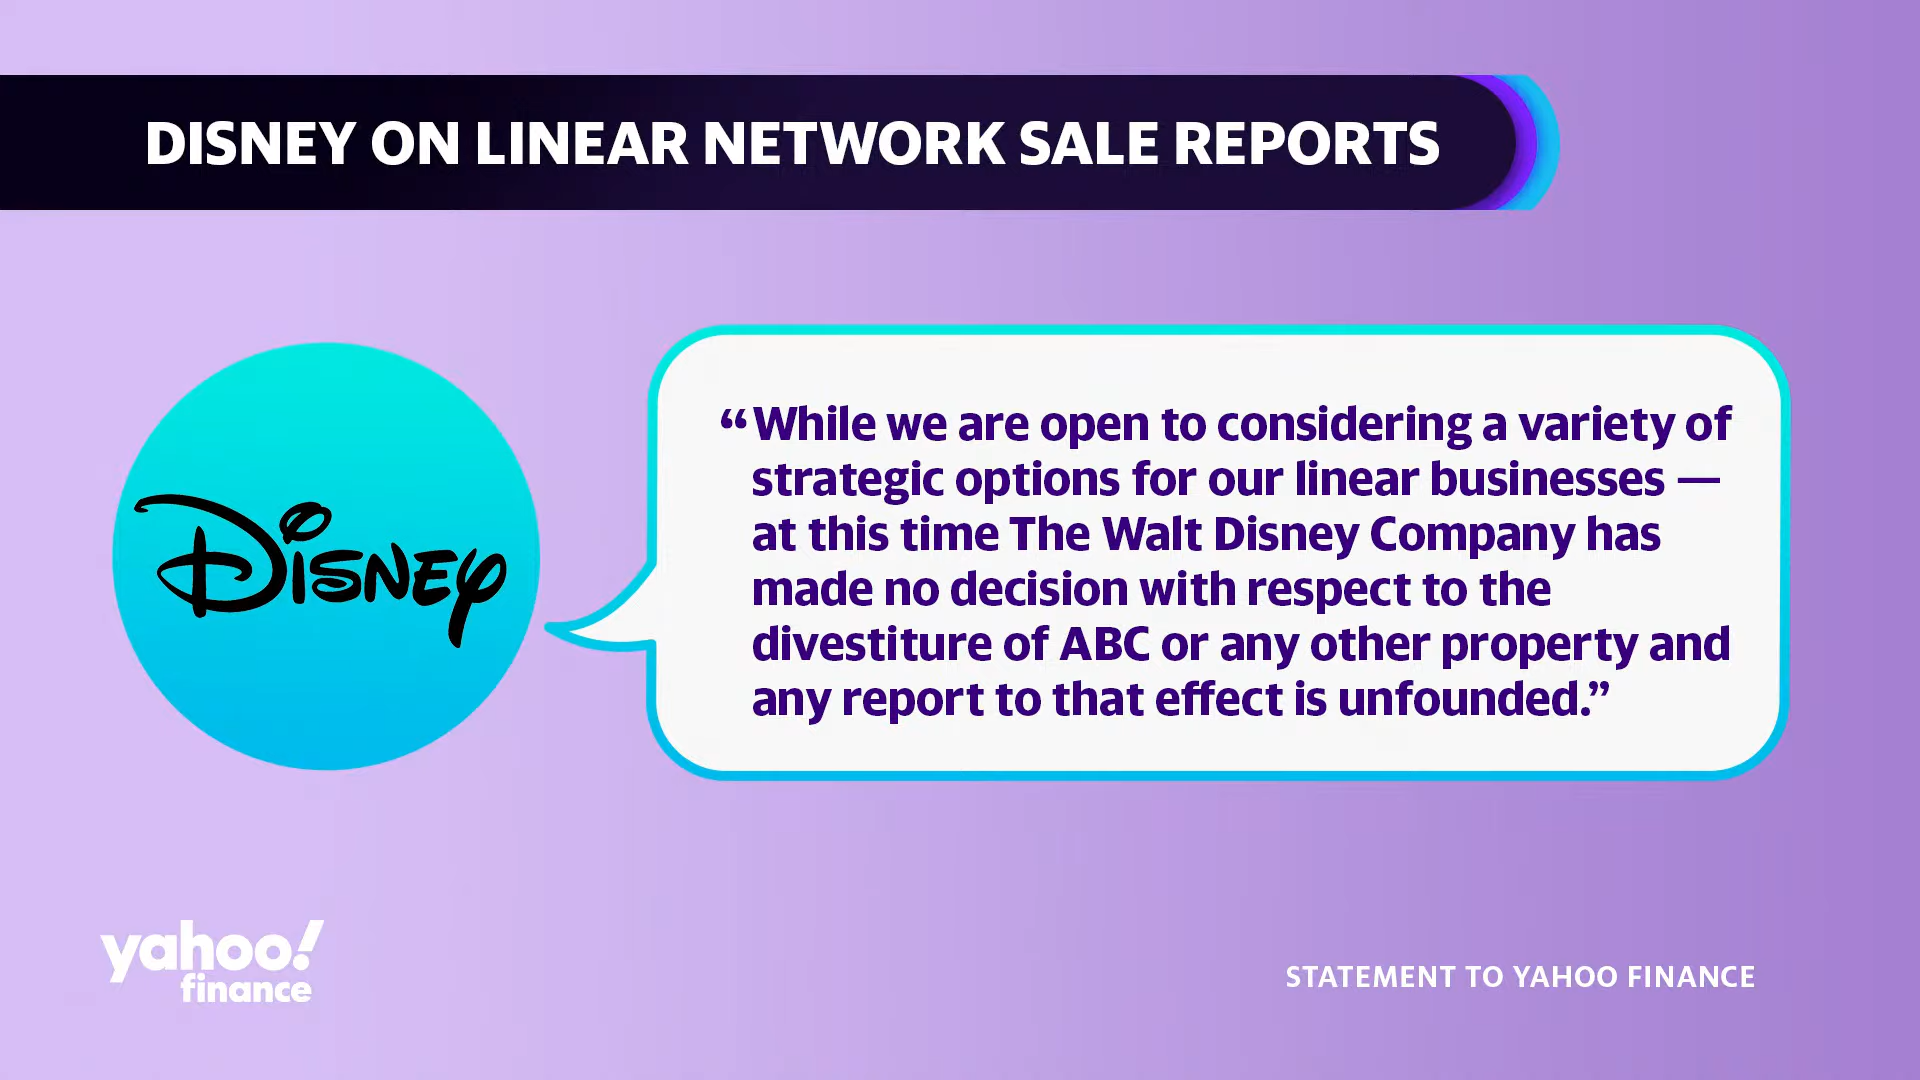 DISNEY ON LINEAR NETWORK SALE REPORTS
Disney
“While we are open to considering a variety of
strategic options for our linear businesses —
at this time The Walt Disney Company has
made no decision with respect to the
divestiture of ABC or any other property and
any report to that effect is unfounded.”
yahoo!
finance
STATEMENT TO YAHOO FINANCE